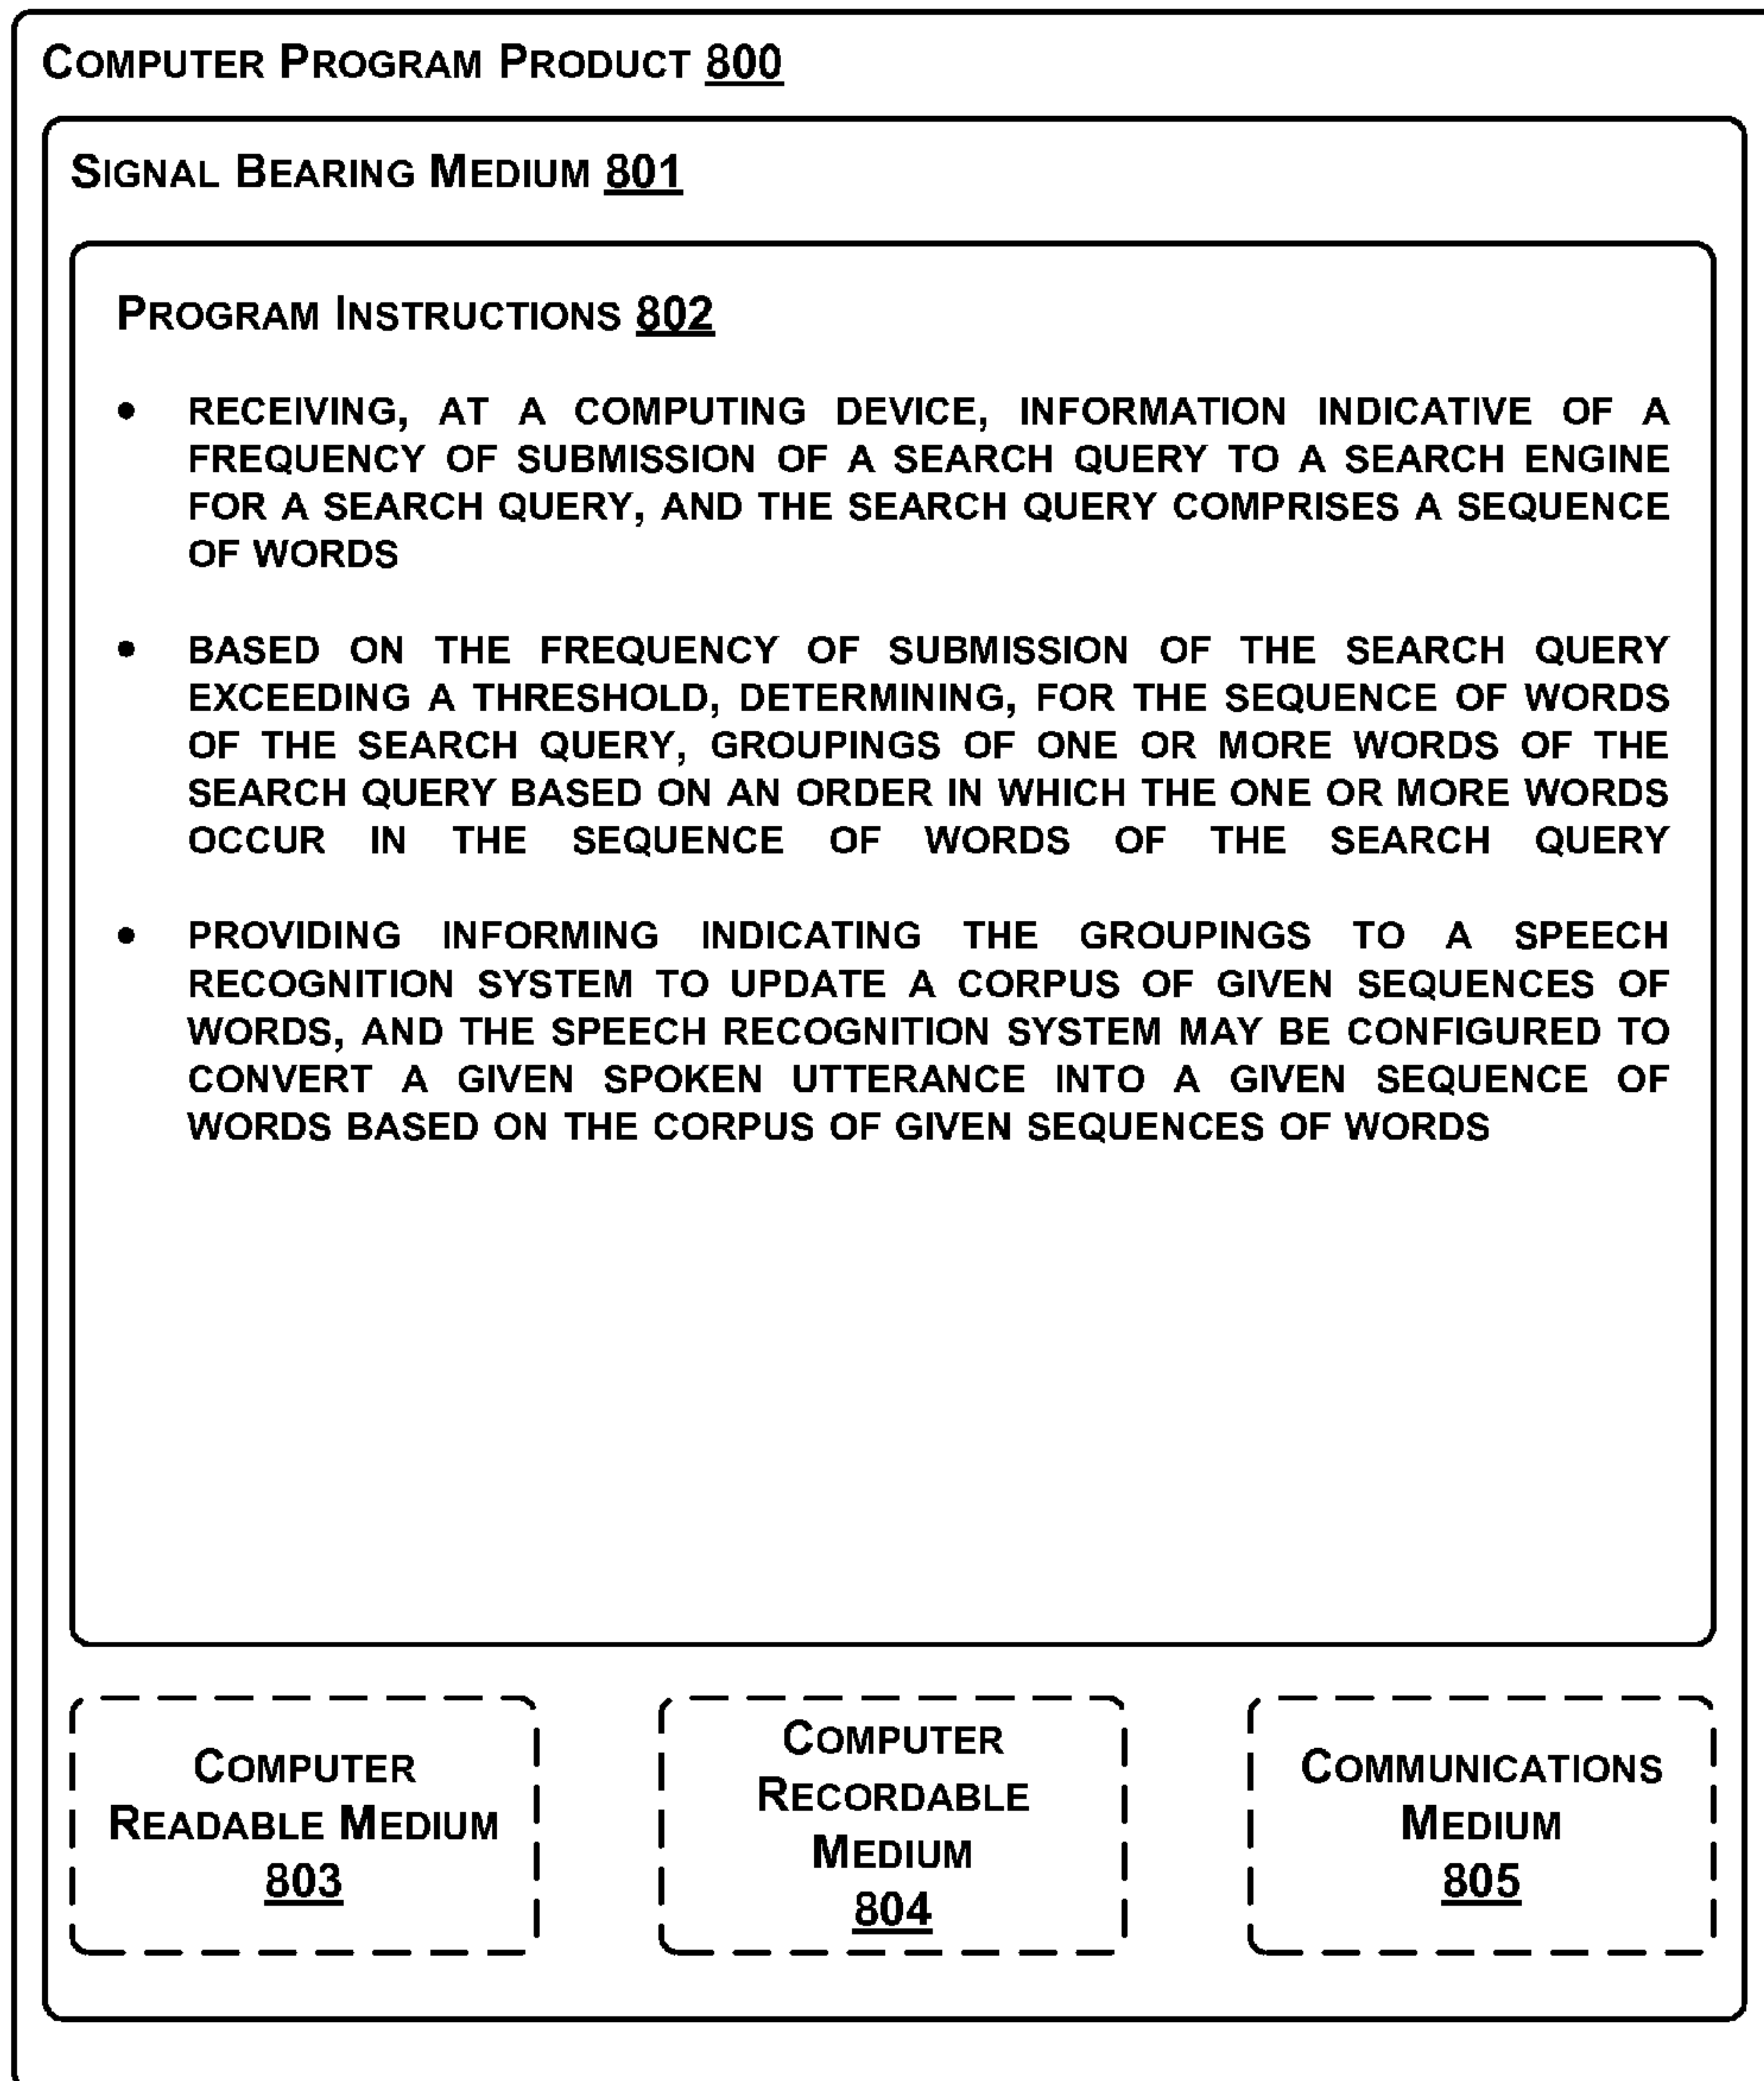 COMPUTER PROGRAM PRODUCT 800
SIGNAL BEARING MEDIUM 801
PROGRAM INSTRUCTIONS 802
• RECEIVING, AT A COMPUTING DEVICE, INFORMATION INDICATIVE OF A
FREQUENCY OF SUBMISSION OF A SEARCH QUERY TO A SEARCH ENGINE
FOR A SEARCH QUERY, AND THE SEARCH QUERY COMPRISES A SEQUENCE
OF WORDS
• BASED ON THE FREQUENCY OF SUBMISSION OF THE SEARCH QUERY
EXCEEDING A THRESHOLD, DETERMINING, FOR THE SEQUENCE OF WORDS
OF THE SEARCH QUERY, GROUPINGS OF ONE OR MORE WORDS OF THE
SEARCH QUERY BASED ON AN ORDER IN WHICH THE ONE OR MORE WORDS
OCCUR IN THE SEQUENCE OF WORDS OF THE SEARCH QUERY
• PROVIDING INFORMING INDICATING THE GROUPINGS TO A SPEECH
RECOGNITION SYSTEM TO UPDATE A CORPUS OF GIVEN SEQUENCES OF
WORDS, AND THE SPEECH RECOGNITION SYSTEM MAY BE CONFIGURED TO
CONVERT A GIVEN SPOKEN UTTERANCE INTO A GIVEN SEQUENCE OF
WORDS BASED ON THE CORPUS OF GIVEN SEQUENCES OF WORDS
COMPUTER
READABLE MEDIUM
803
COMPUTER
RECORDABLE
MEDIUM
804
COMMUNICATIONS
MEDIUM
805